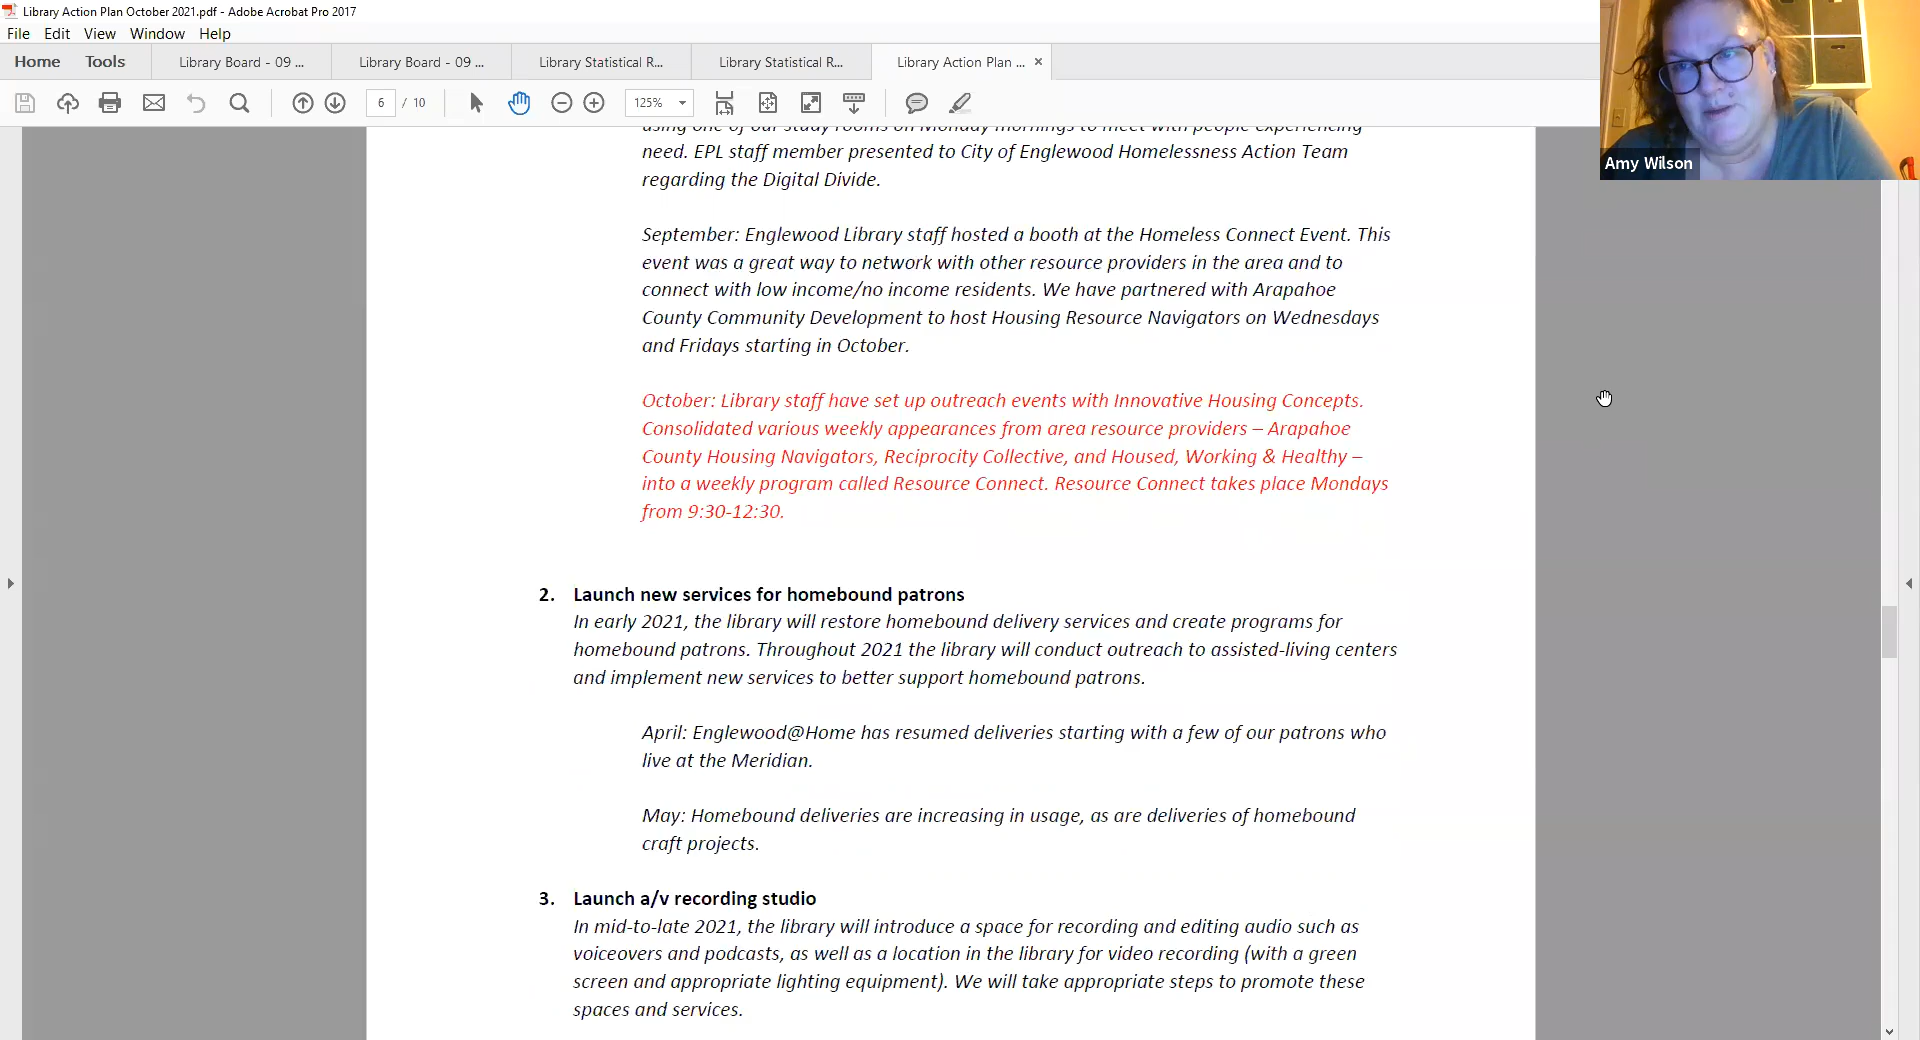 Library Action Plan October 2021.pdf - Adobe Acrobat Pro 2017
File Edit View Window Help
Home Tools Library Board - 09 ... Library Board - 09 ... Library Statistical R... Library Statistical R... Library Action Plan ... ×
6 / 10 125%
using one of our study rooms on Monday mornings to meet with people experiencing
need. EPL staff member presented to City of Englewood Homelessness Action Team
regarding the Digital Divide.
Amy Wilson
September: Englewood Library staff hosted a booth at the Homeless Connect Event. This
event was a great way to network with other resource providers in the area and to
connect with low income/no income residents. We have partnered with Arapahoe
County Community Development to host Housing Resource Navigators on Wednesdays
and Fridays starting in October.
October: Library staff have set up outreach events with Innovative Housing Concepts.
Consolidated various weekly appearances from area resource providers – Arapahoe
County Housing Navigators, Reciprocity Collective, and Housed, Working & Healthy –
into a weekly program called Resource Connect. Resource Connect takes place Mondays
from 9:30-12:30.
2. Launch new services for homebound patrons
In early 2021, the library will restore homebound delivery services and create programs for
homebound patrons. Throughout 2021 the library will conduct outreach to assisted-living centers
and implement new services to better support homebound patrons.
April: Englewood@Home has resumed deliveries starting with a few of our patrons who
live at the Meridian.
May: Homebound deliveries are increasing in usage, as are deliveries of homebound
craft projects.
3. Launch a/v recording studio
In mid-to-late 2021, the library will introduce a space for recording and editing audio such as
voiceovers and podcasts, as well as a location in the library for video recording (with a green
screen and appropriate lighting equipment). We will take appropriate steps to promote these
spaces and services.